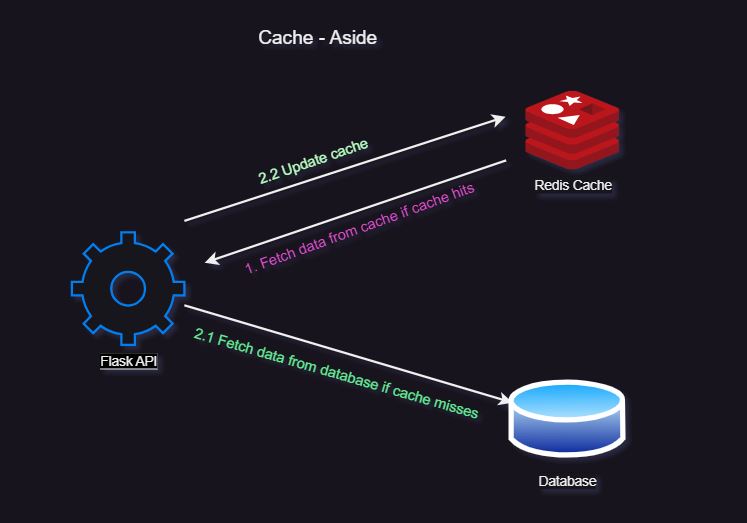 Cache - Aside
2.2 Update cache
Redis Cache
1. Fetch data from cache if cache hits
Flask API
2.1 Fetch data from database if cache misses
Database